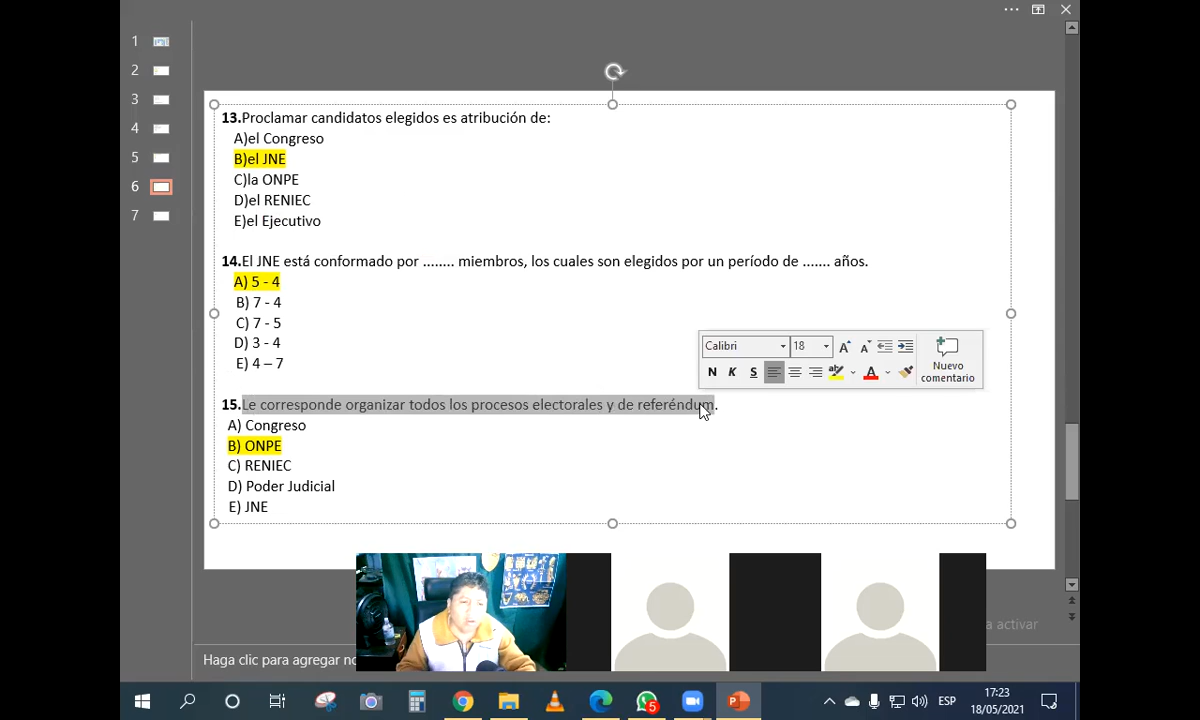 1
2
3
4
5
6
7
13.Proclamar candidatos elegidos es atribución de:
A)el Congreso
B)el JNE
C)la ONPE
D)el RENIEC
E)el Ejecutivo
14.El JNE está conformado por ........ miembros, los cuales son elegidos por un período de ....... años.
A) 5 - 4
B) 7 - 4
C) 7 - 5
D) 3 - 4
E) 4 – 7
Calibri 18
N K S Nuevo comentario
15.Le corresponde organizar todos los procesos electorales y de referéndum.
A) Congreso
B) ONPE
C) RENIEC
D) Poder Judicial
E) JNE
a activar
Haga clic para agregar no
5
ESP
17:23
18/05/2021